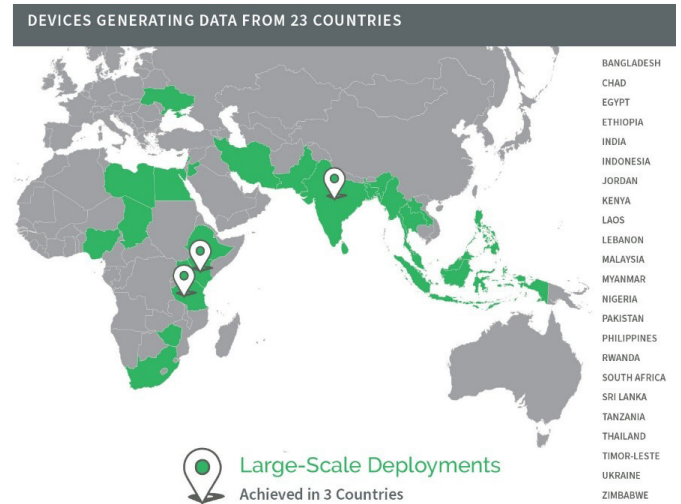 DEVICES GENERATING DATA FROM 23 COUNTRIES
BANGLADESH
CHAD
EGYPT
ETHIOPIA
INDIA
INDONESIA
JORDAN
KENYA
LAOS
LEBANON
MALAYSIA
MYANMAR
NIGERIA
PAKISTAN
PHILIPPINES
RWANDA
SOUTH AFRICA
SRI LANKA
TANZANIA
THAILAND
TIMOR-LESTE
UKRAINE
ZIMBABWE
Large-Scale Deployments
Achieved in 3 Countries